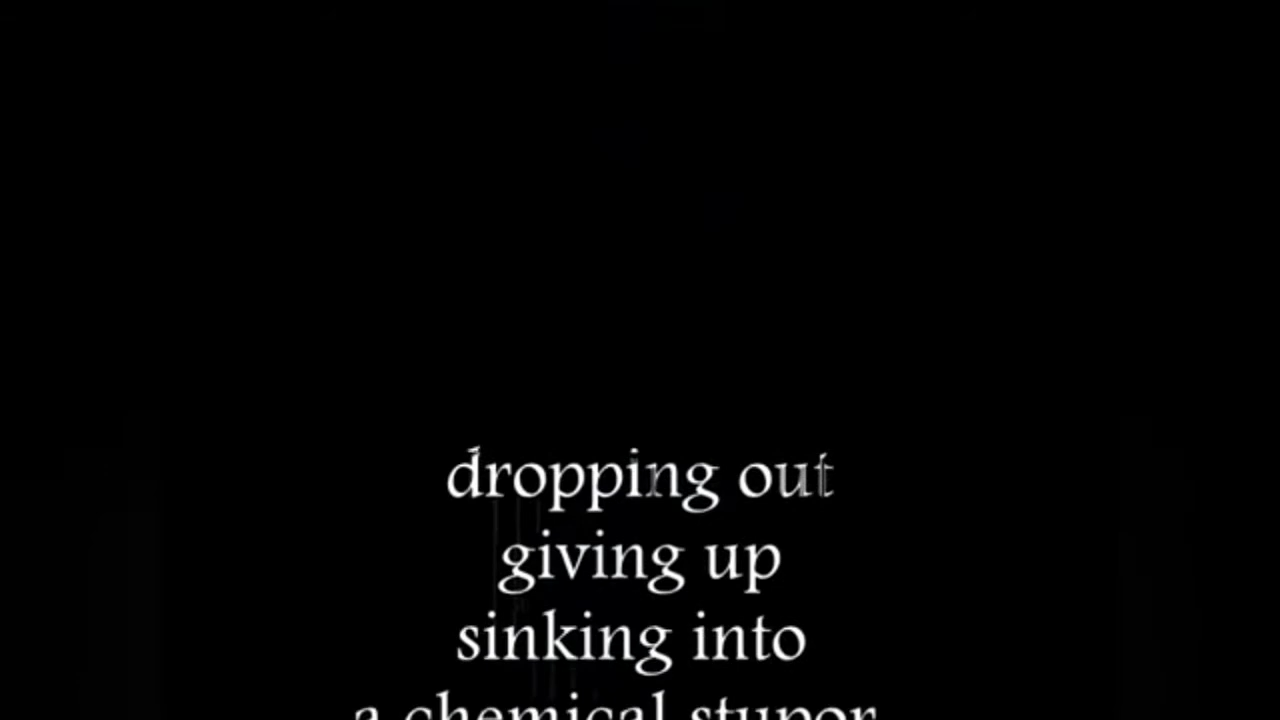 dropping out
giving up
sinking into
a chemical stupor